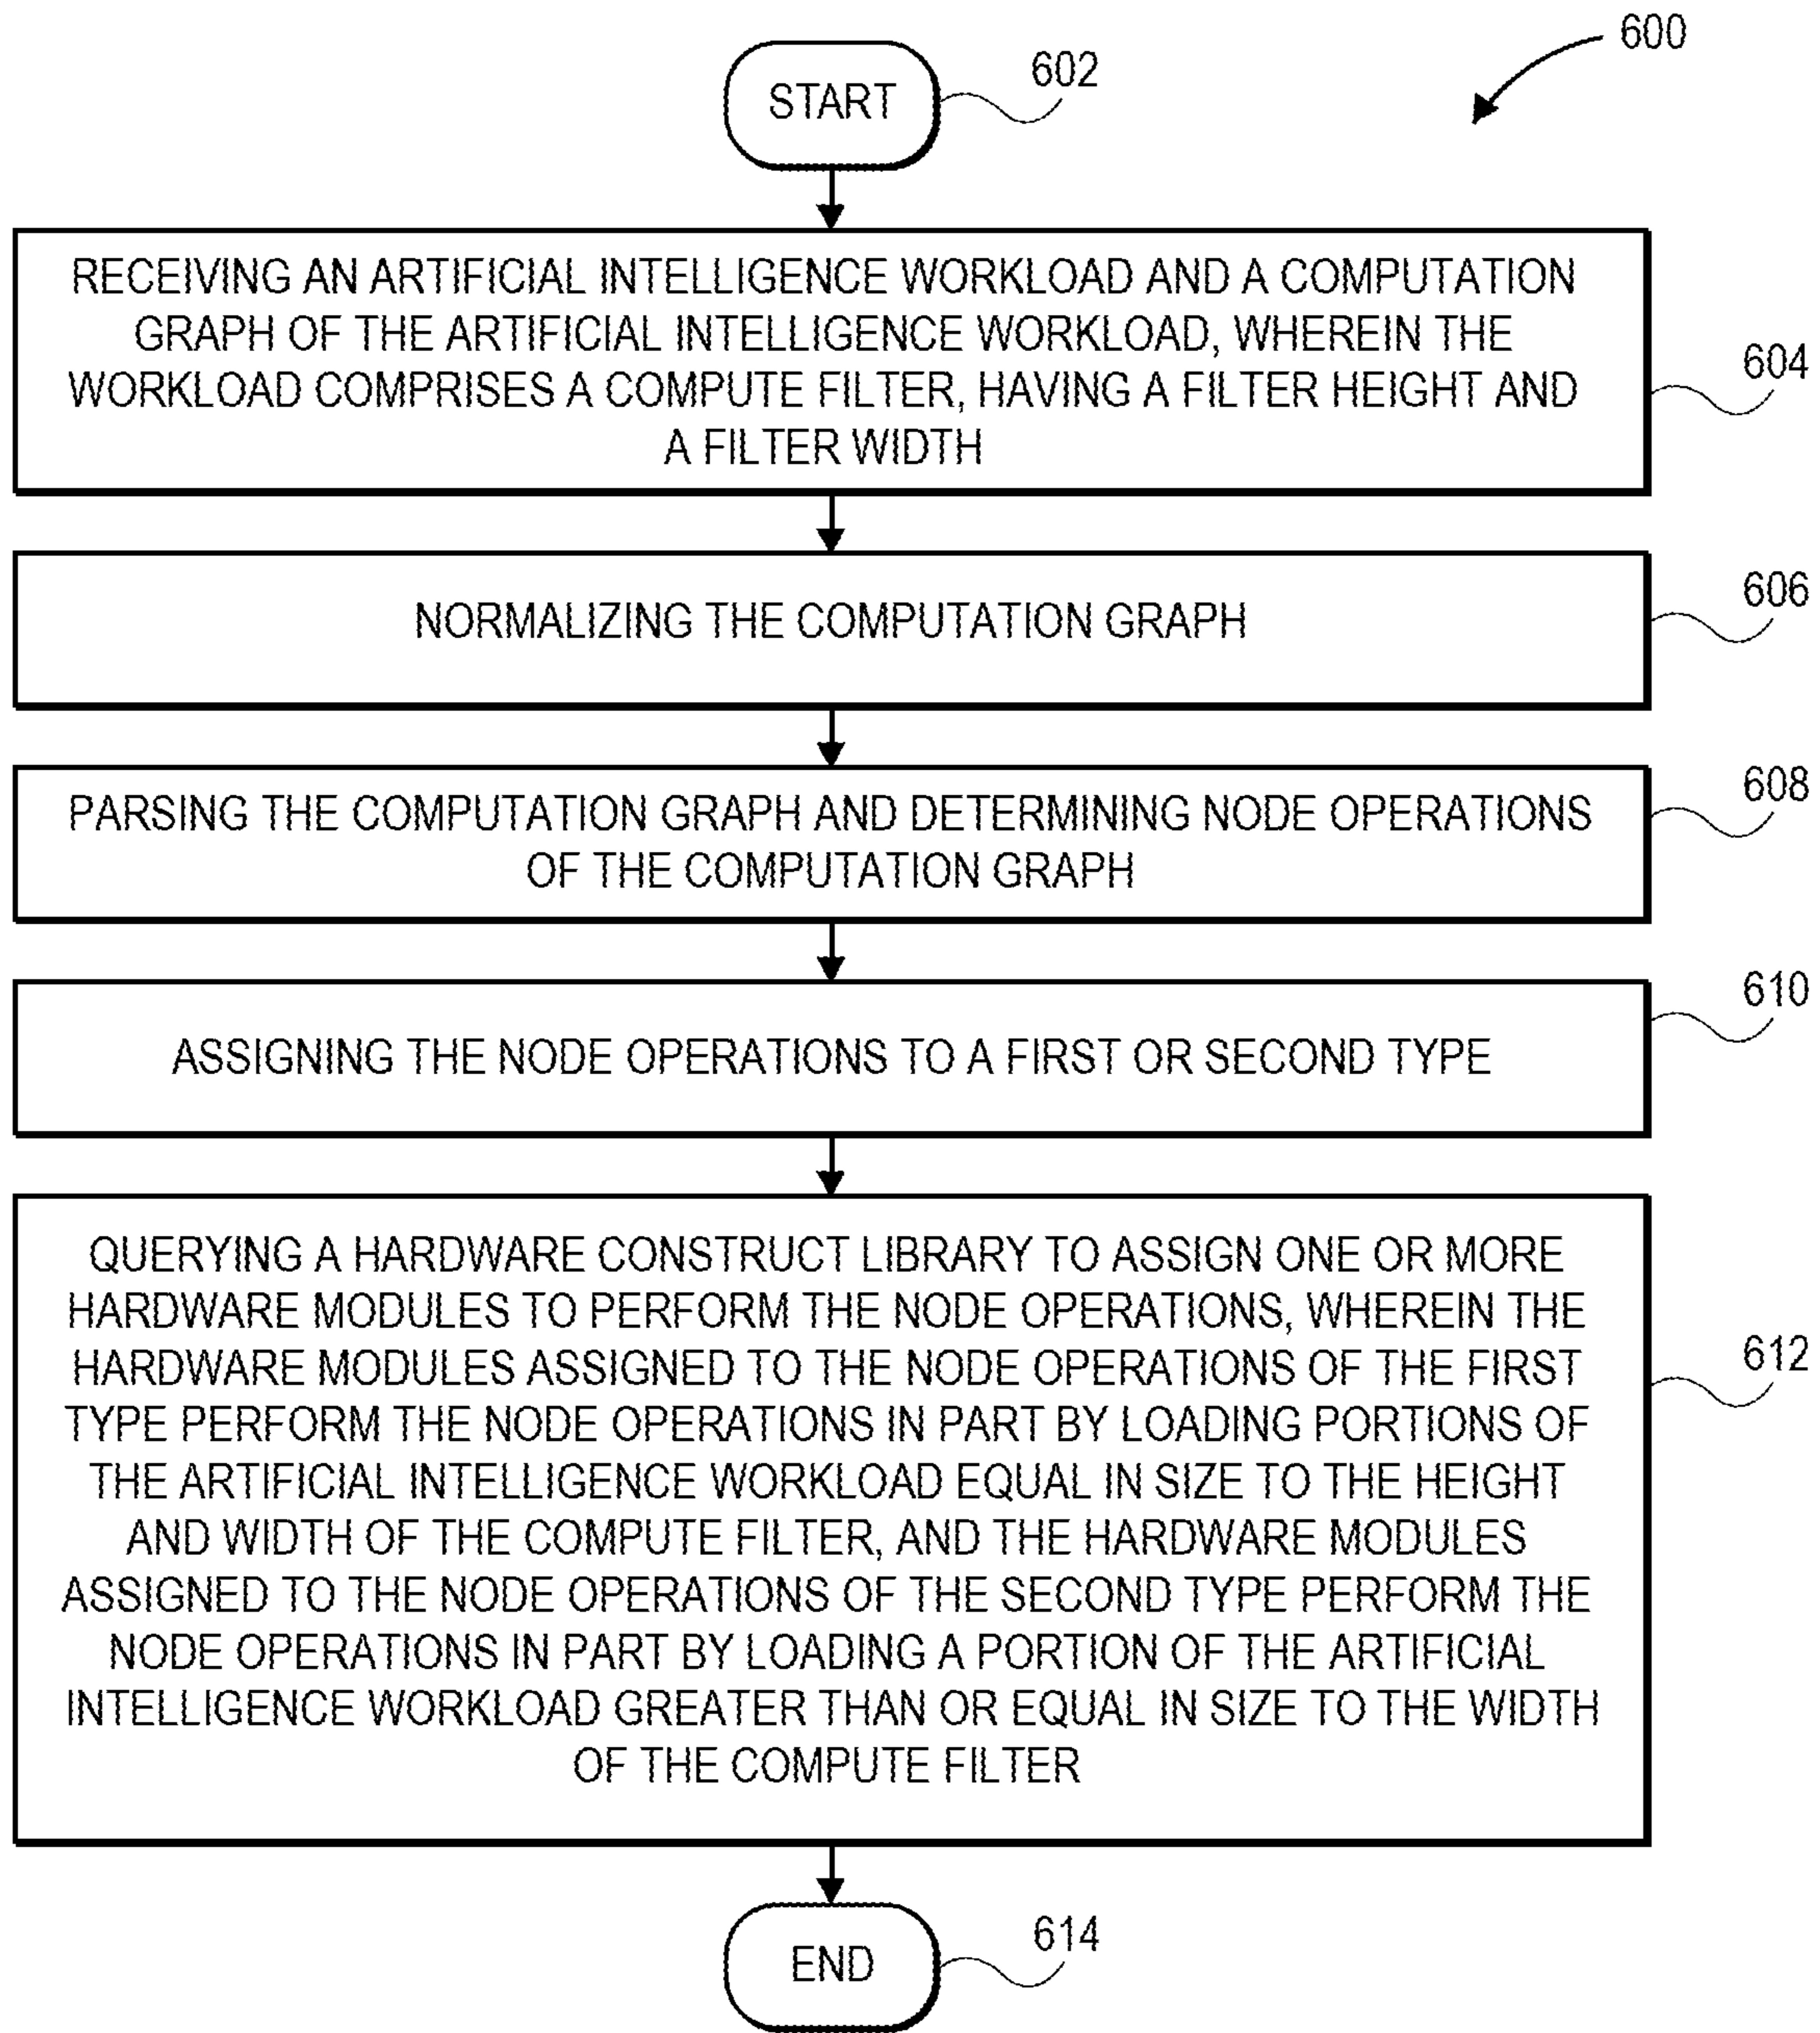 600
START
602
RECEIVING AN ARTIFICIAL INTELLIGENCE WORKLOAD AND A COMPUTATION
GRAPH OF THE ARTIFICIAL INTELLIGENCE WORKLOAD, WHEREIN THE
WORKLOAD COMPRISES A COMPUTE FILTER, HAVING A FILTER HEIGHT AND
A FILTER WIDTH
604
NORMALIZING THE COMPUTATION GRAPH
606
PARSING THE COMPUTATION GRAPH AND DETERMINING NODE OPERATIONS
OF THE COMPUTATION GRAPH
608
ASSIGNING THE NODE OPERATIONS TO A FIRST OR SECOND TYPE
610
QUERYING A HARDWARE CONSTRUCT LIBRARY TO ASSIGN ONE OR MORE
HARDWARE MODULES TO PERFORM THE NODE OPERATIONS, WHEREIN THE
HARDWARE MODULES ASSIGNED TO THE NODE OPERATIONS OF THE FIRST
TYPE PERFORM THE NODE OPERATIONS IN PART BY LOADING PORTIONS OF
THE ARTIFICIAL INTELLIGENCE WORKLOAD EQUAL IN SIZE TO THE HEIGHT
AND WIDTH OF THE COMPUTE FILTER, AND THE HARDWARE MODULES
ASSIGNED TO THE NODE OPERATIONS OF THE SECOND TYPE PERFORM THE
NODE OPERATIONS IN PART BY LOADING A PORTION OF THE ARTIFICIAL
INTELLIGENCE WORKLOAD GREATER THAN OR EQUAL IN SIZE TO THE WIDTH
OF THE COMPUTE FILTER
612
END
614